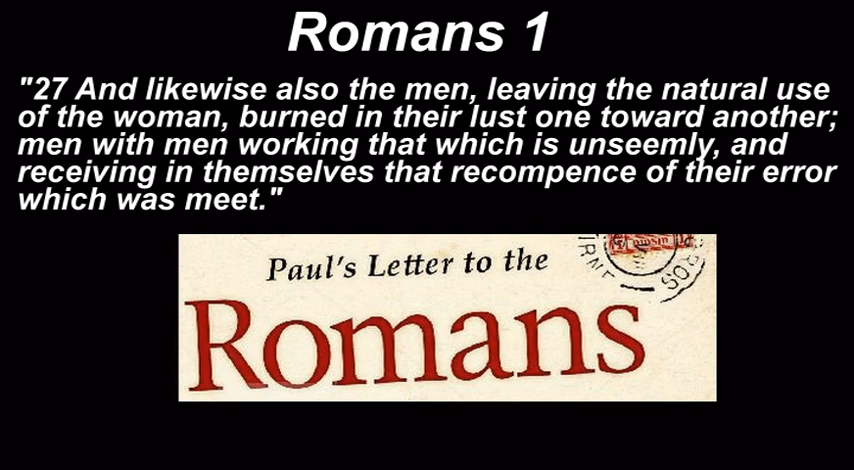 Romans 1
"27 And likewise also the men, leaving the natural use
of the woman, burned in their lust one toward another;
men with men working that which is unseemly, and
receiving in themselves that recompence of their error
which was meet."
Paul's Letter to the
Romans